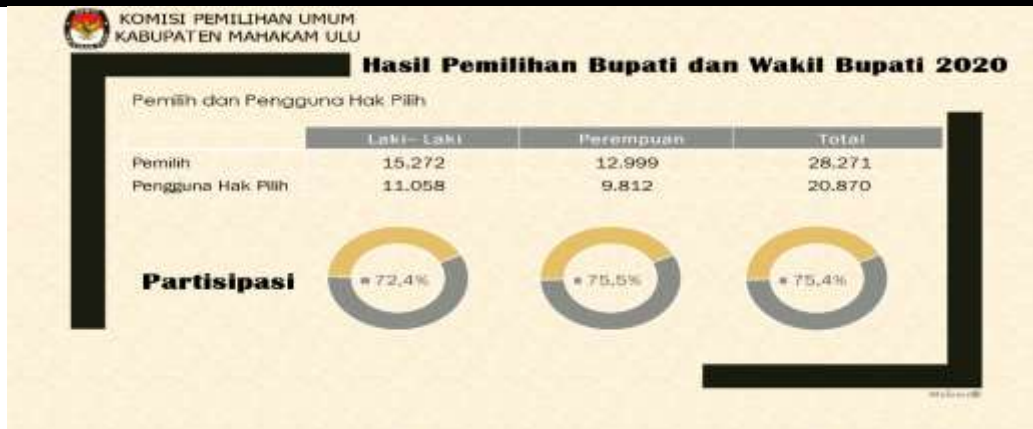 KOMISI PEMILIHAN UMUM
KABUPATEN MAHAKAM ULU
Hasil Pemilihan Bupati dan Wakil Bupati 2020
Pemilih dan Pengguna Hak Pilih
Laki-Laki Perempuan Total
Pemilih 15.272 12.999 28.271
Pengguna Hak Pilih 11.058 9.812 20.870
Partisipasi 72,4% 75,5% 75,4%